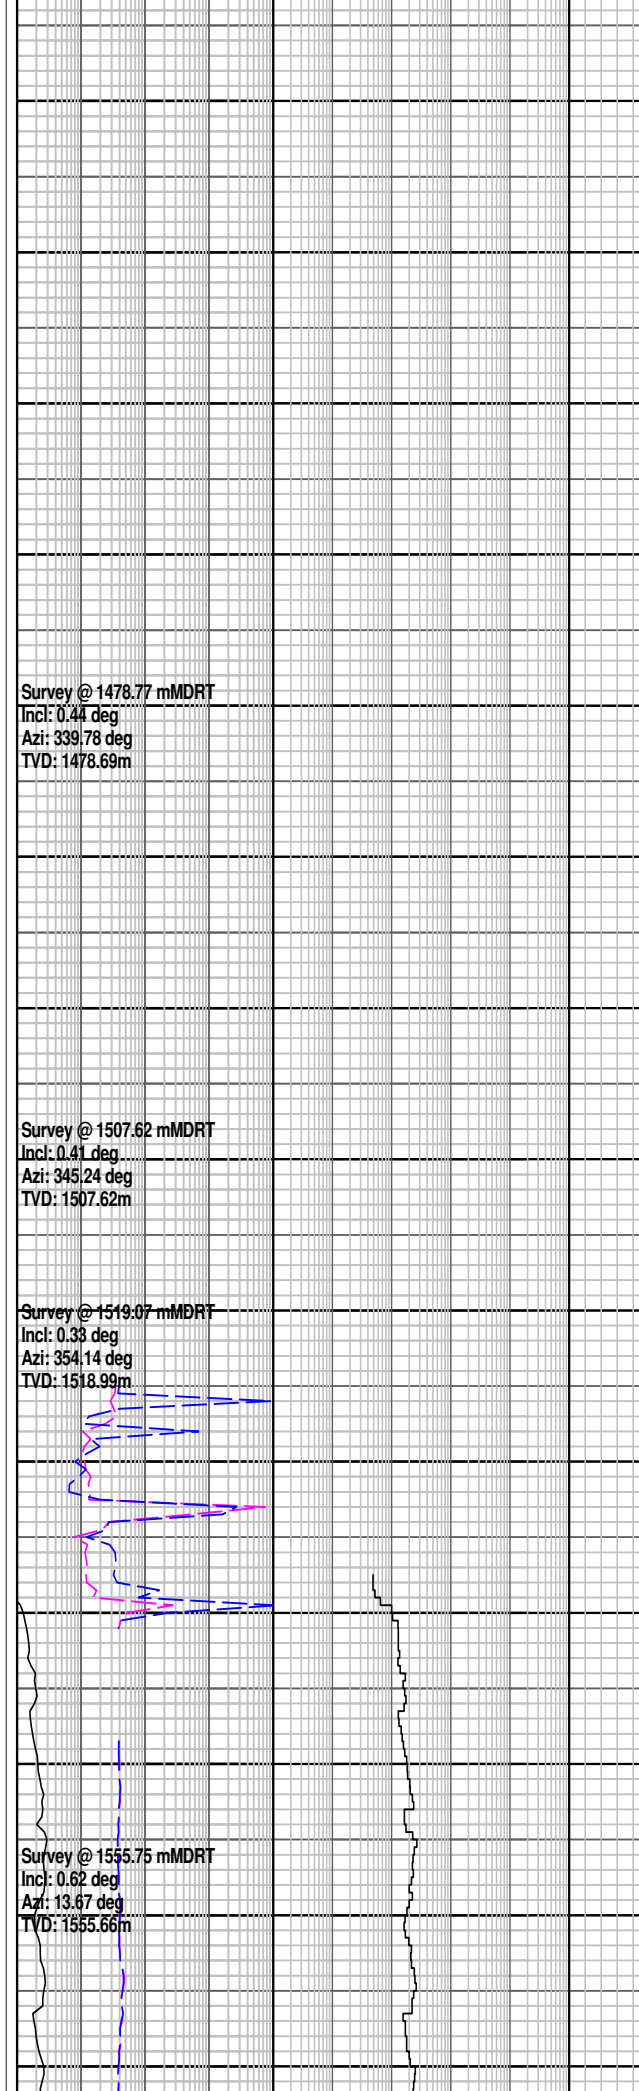 Survey @ 1478.77 mMDRT
Incl: 0.44 deg
Azi: 339.78 deg
TVD: 1478.69m
Survey @ 1507.62 mMDRT
Incl: 0.41 deg
Azi: 345.24 deg
TVD: 1507.62m
Survey @ 1519.07 mMDRT
Incl: 0.33 deg
Azi: 354.14 deg
TVD: 1518.99m
Survey @ 1555.75 mMDRT
Incl: 0.62 deg
Azi: 13.67 deg
TVD: 1555.66m